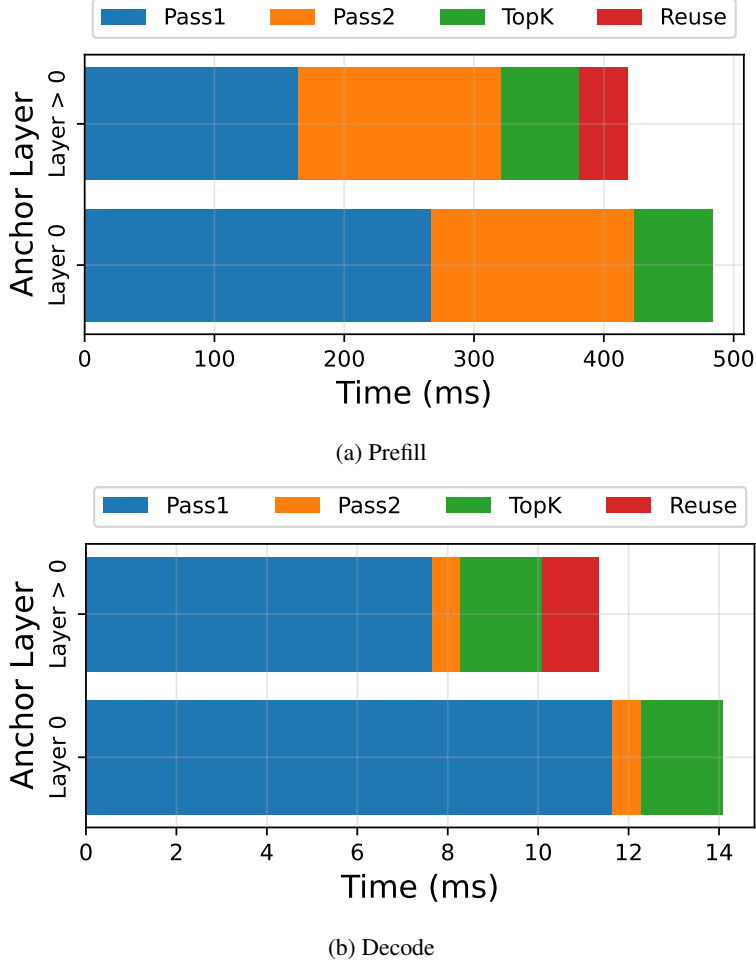 Pass1 Pass2 TopK Reuse
Anchor Layer
Layer > 0
Layer 0
0 100 200 300 400 500
Time (ms)
(a) Prefill
Pass1 Pass2 TopK Reuse
Anchor Layer
Layer > 0
Layer 0
0 2 4 6 8 10 12 14
Time (ms)
(b) Decode